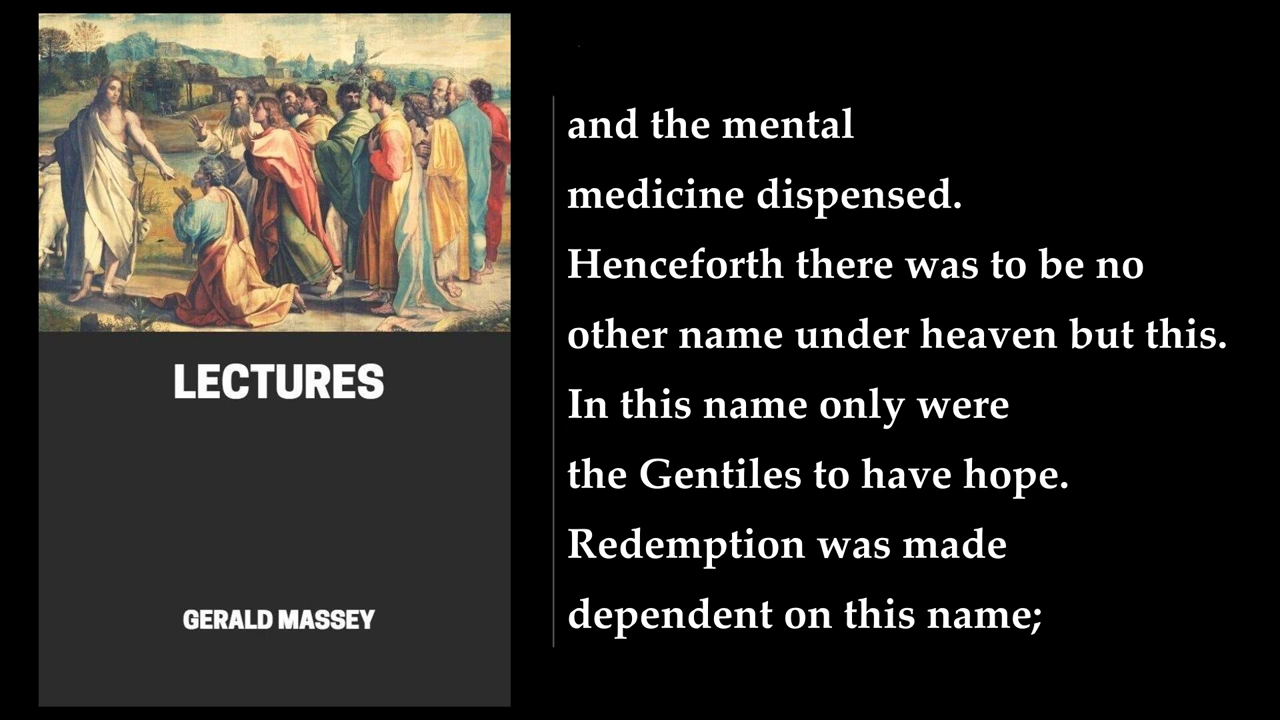 LECTURES
GERALD MASSEY
and the mental
medicine dispensed.
Henceforth there was to be no
other name under heaven but this.
In this name only were
the Gentiles to have hope.
Redemption was made
dependent on this name;